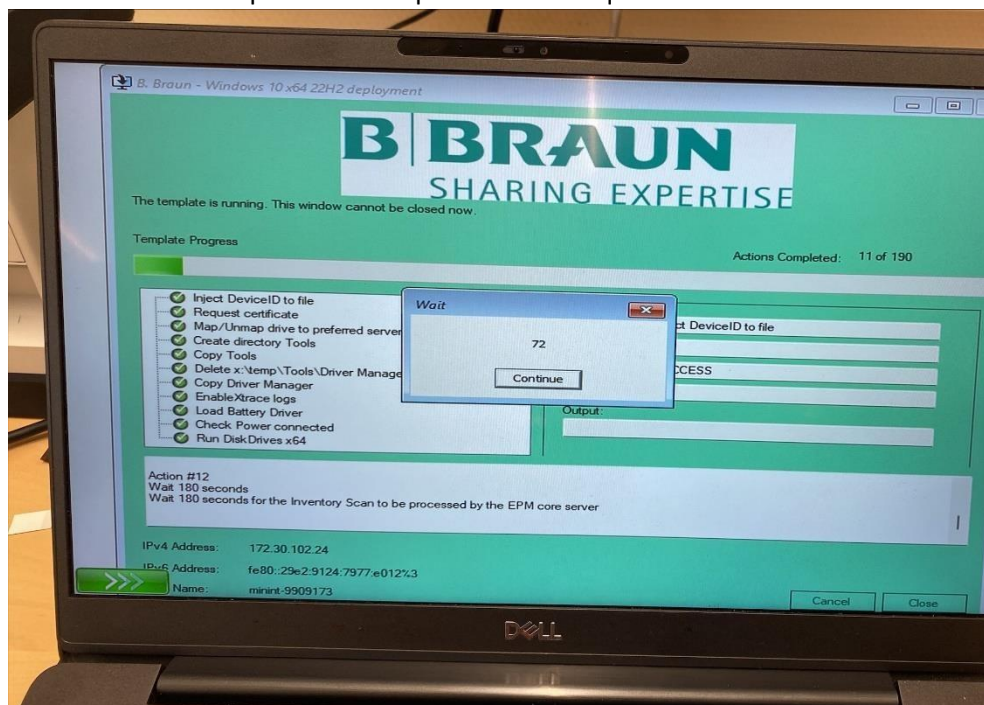 B. Braun - Windows 10 x64 22H2 deployment
B BRAUN
SHARING EXPERTISE
The template is running. This window cannot be closed now.
Template Progress
Actions Completed: 11 of 190
Inject DeviceID to file
Request certificate
Map/Unmap drive to preferred server
Create directory Tools
Copy Tools
Delete x:\temp\Tools\Driver Manage
Copy Driver Manager
EnableXtrace logs
Load Battery Driver
Check Power connected
Run DiskDrives x64
Wait
72
Continue
ct DeviceID to file
CCESS
Output:
Action #12
Wait 180 seconds
Wait 180 seconds for the Inventory Scan to be processed by the EPM core server
IPv4 Address: 172.30.102.24
IPv6 Address: fe80::29e2:9124:7977:e012%3
Name: minint-9909173
Cancel
Close
DELL